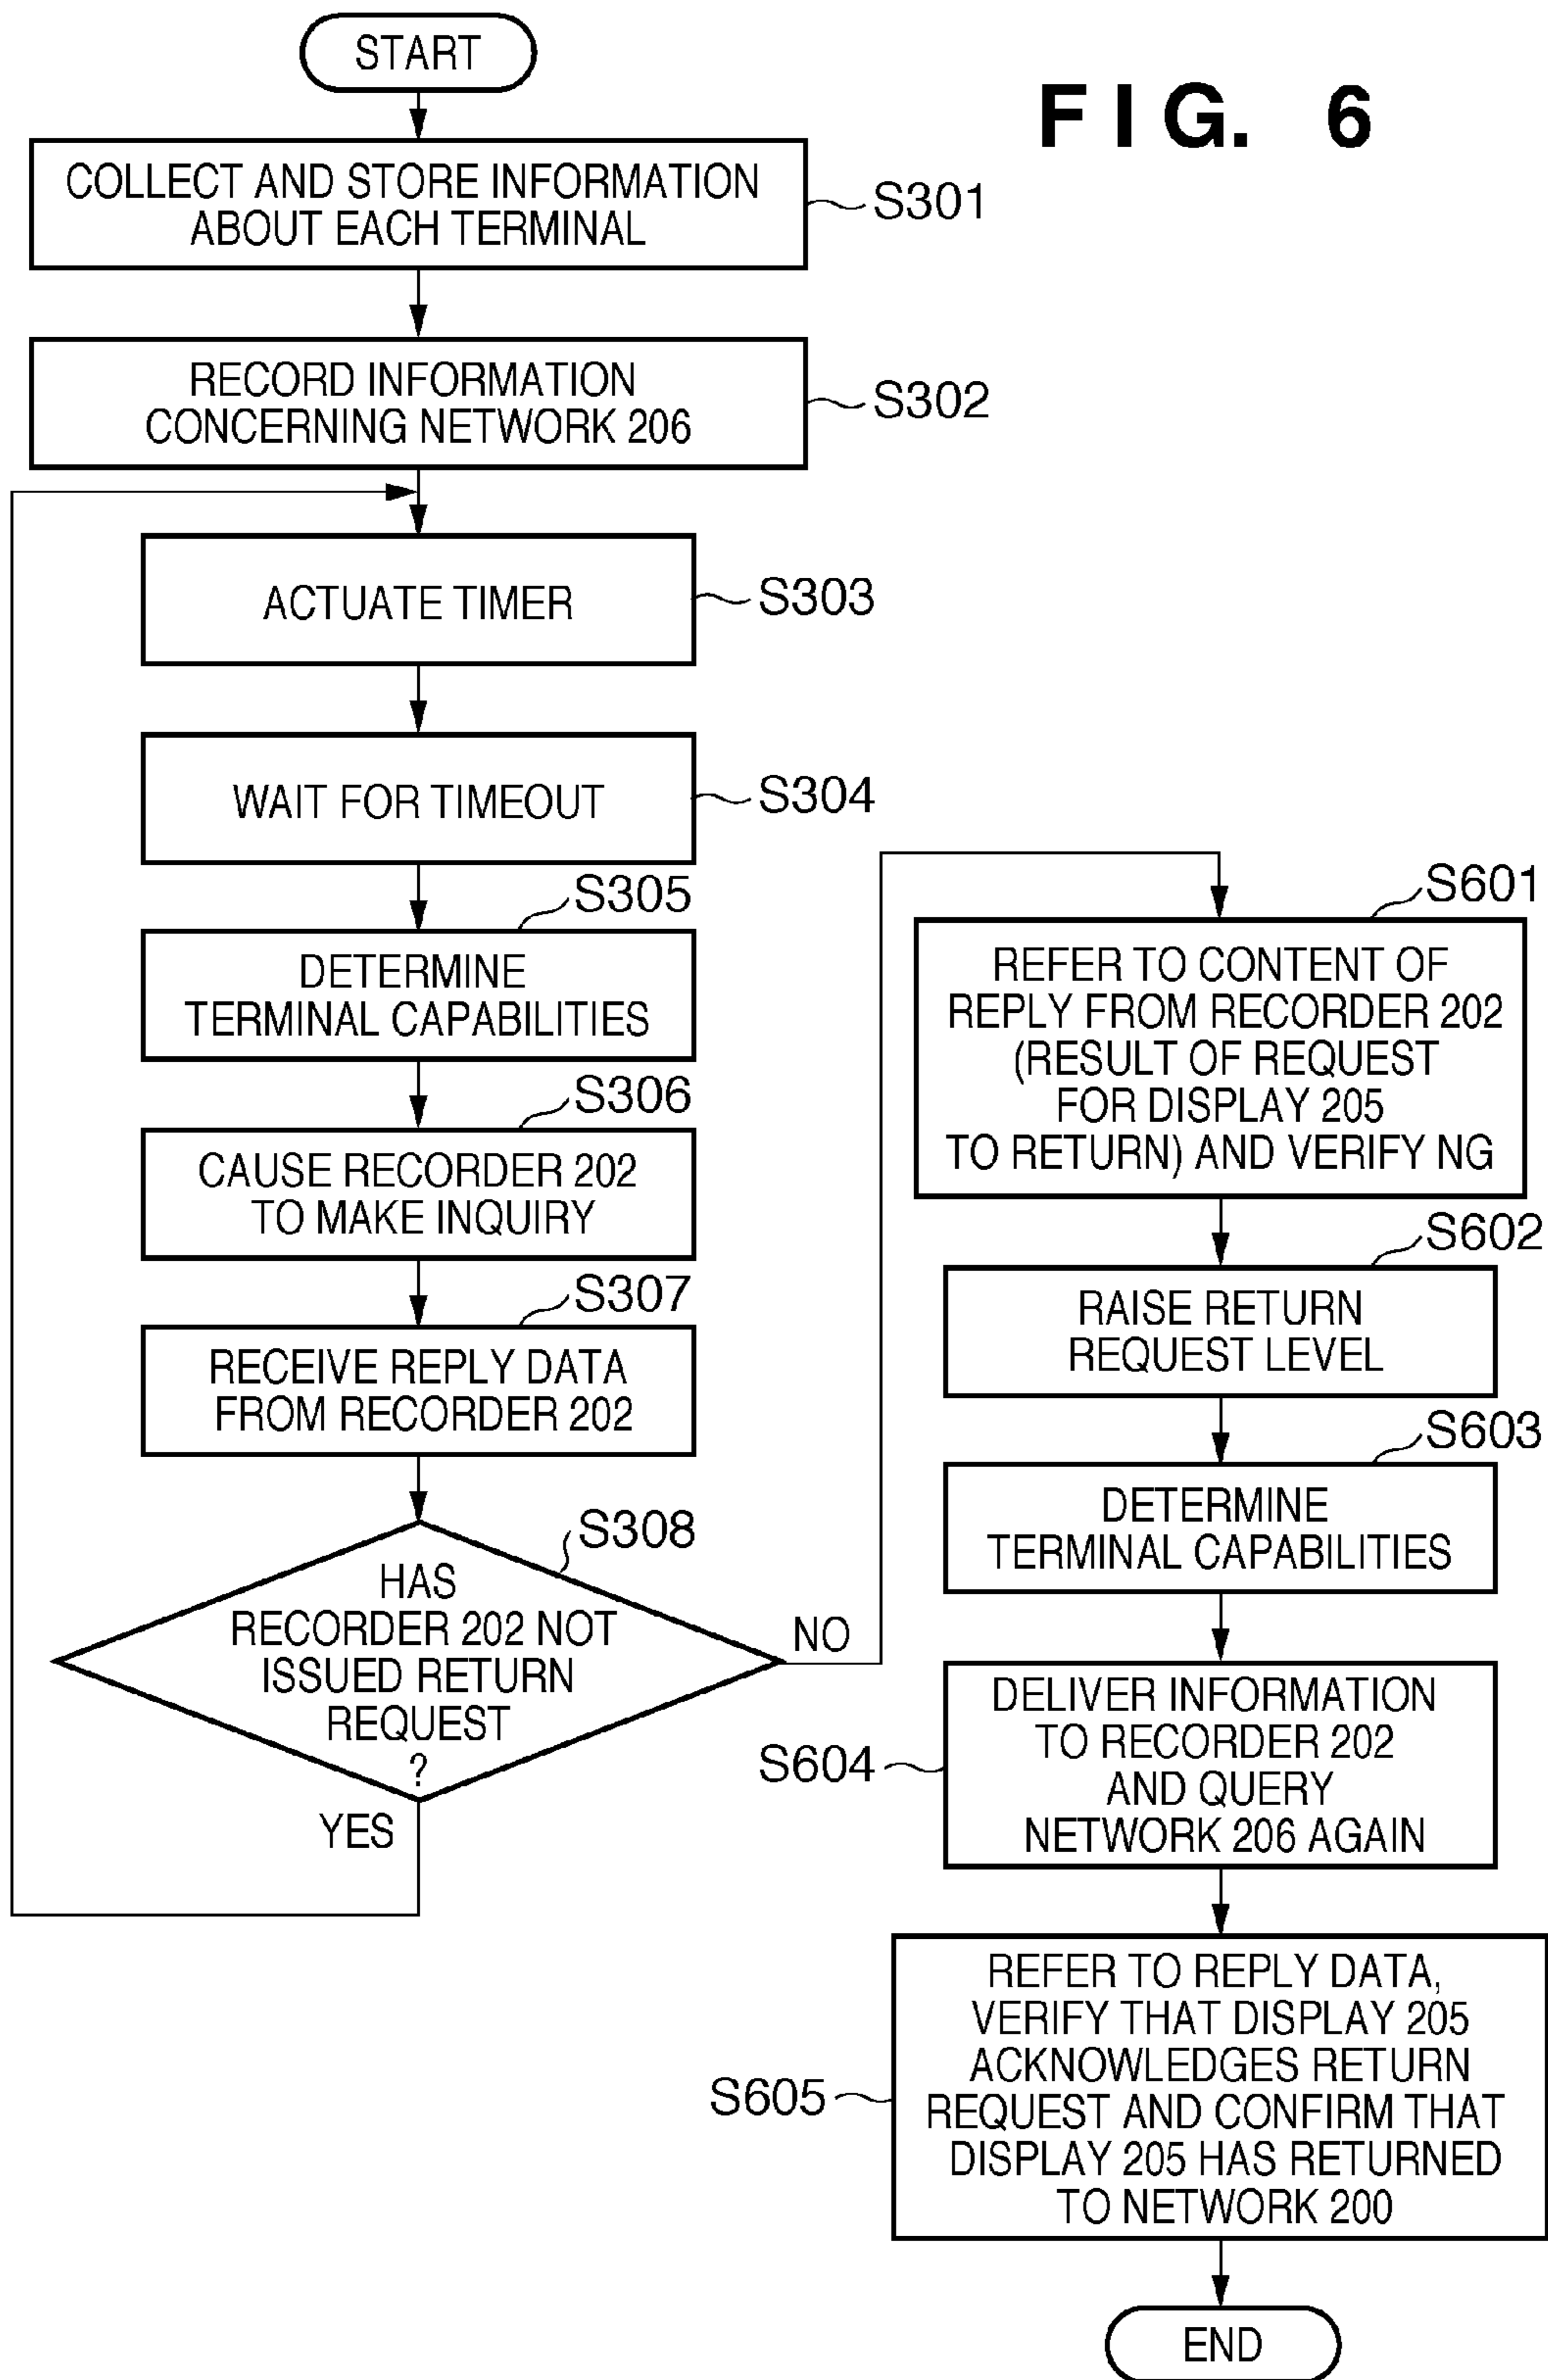 FIG. 6
START
COLLECT AND STORE INFORMATION
ABOUT EACH TERMINAL
S301
RECORD INFORMATION
CONCERNING NETWORK 206
S302
ACTUATE TIMER
S303
WAIT FOR TIMEOUT
S304
S305
DETERMINE
TERMINAL CAPABILITIES
S306
CAUSE RECORDER 202
TO MAKE INQUIRY
S307
RECEIVE REPLY DATA
FROM RECORDER 202
S308
HAS
RECORDER 202 NOT
ISSUED RETURN
REQUEST
?
NO
YES
S601
REFER TO CONTENT OF
REPLY FROM RECORDER 202
(RESULT OF REQUEST
FOR DISPLAY 205
TO RETURN) AND VERIFY NG
S602
RAISE RETURN
REQUEST LEVEL
S603
DETERMINE
TERMINAL CAPABILITIES
S604
DELIVER INFORMATION
TO RECORDER 202
AND QUERY
NETWORK 206 AGAIN
S605
REFER TO REPLY DATA,
VERIFY THAT DISPLAY 205
ACKNOWLEDGES RETURN
REQUEST AND CONFIRM THAT
DISPLAY 205 HAS RETURNED
TO NETWORK 200
END